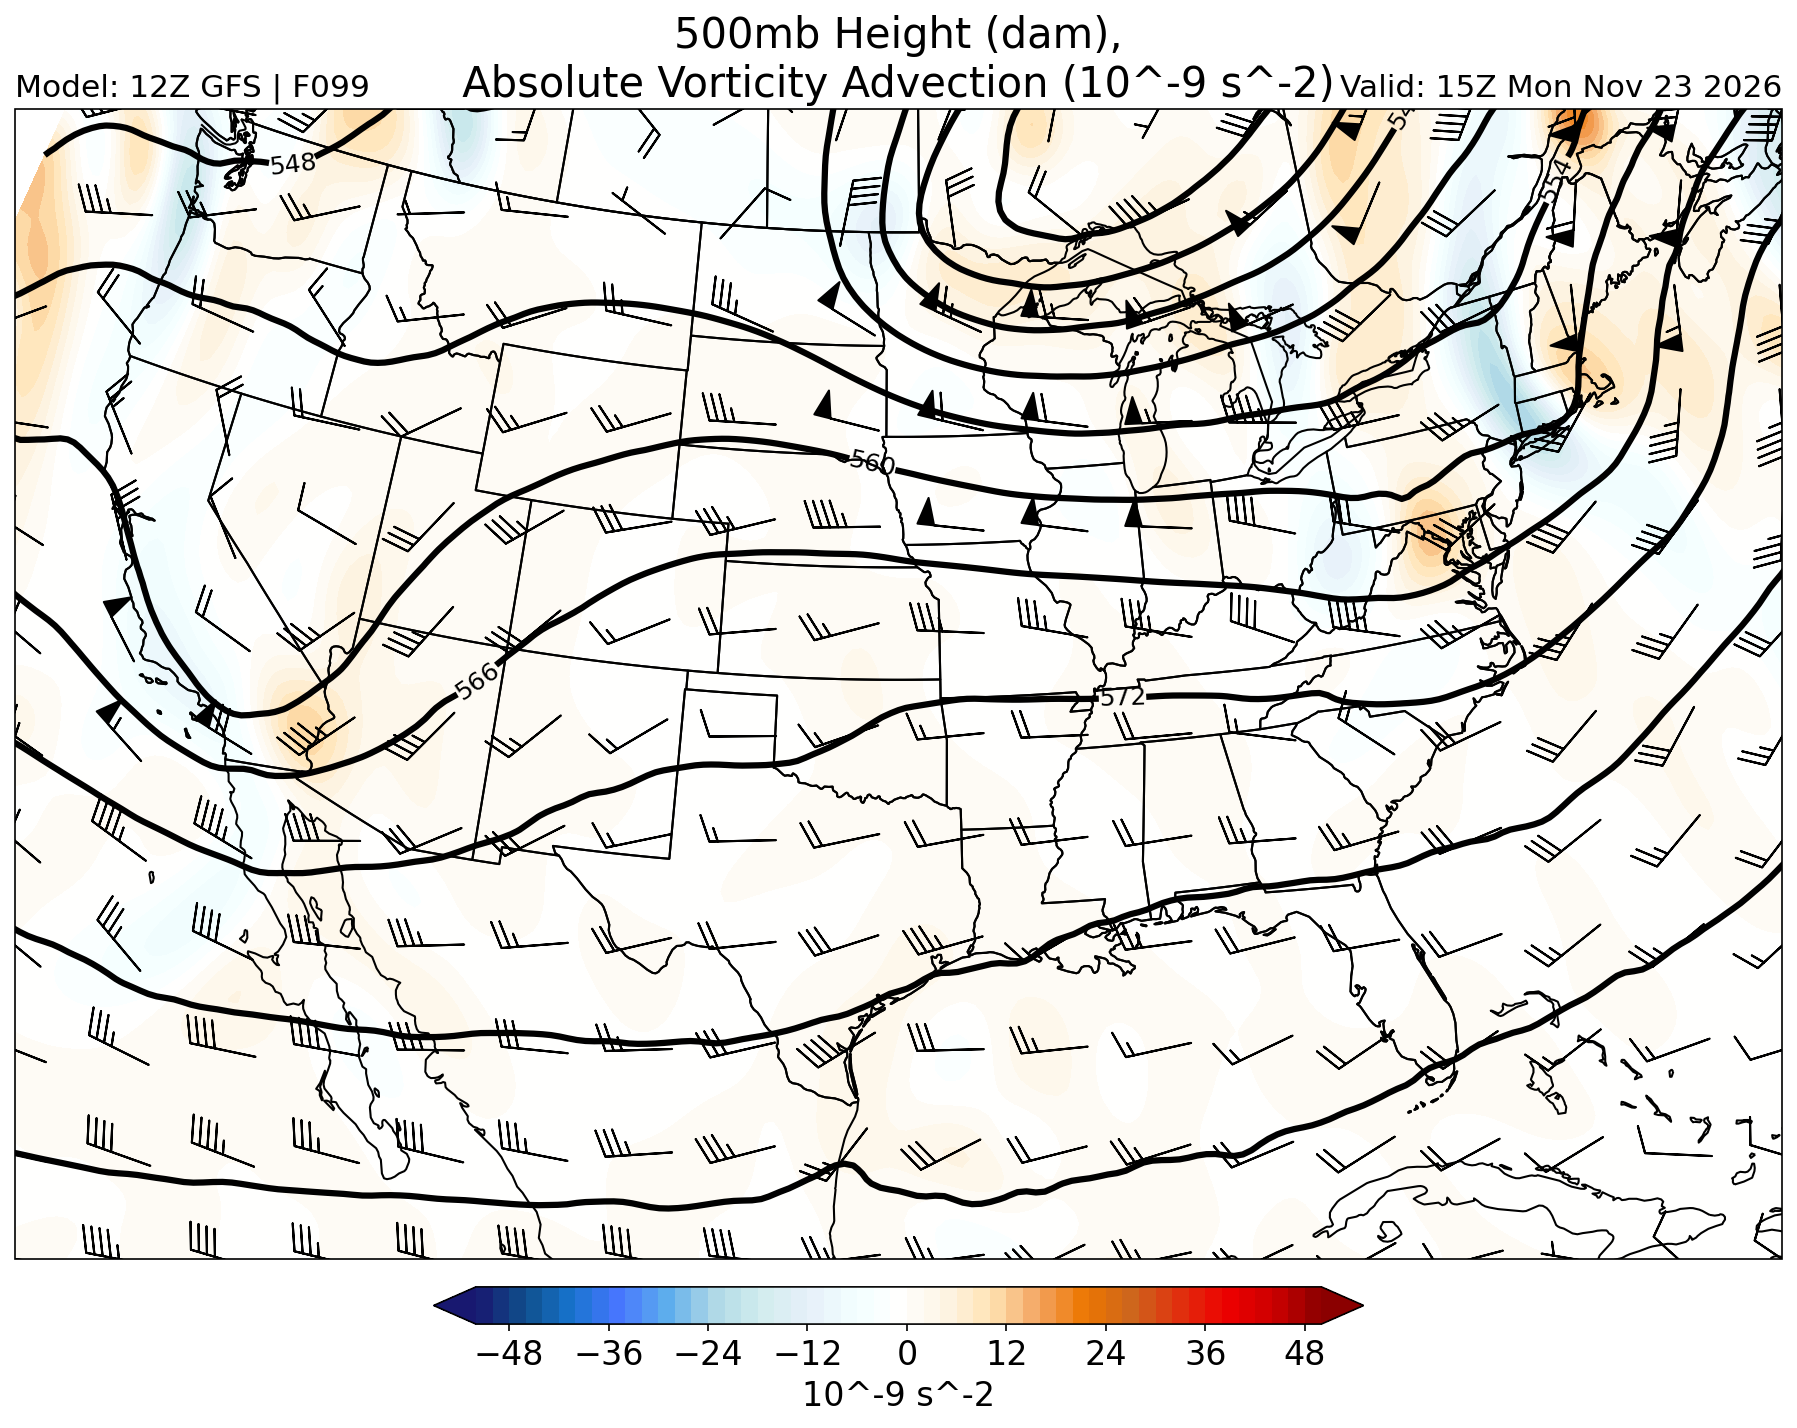 500mb Height (dam),
Model: 12Z GFS | F099
Absolute Vorticity Advection (10^-9 s^-2)
Valid: 15Z Mon Nov 23 2026
548
554
560
566
572
−48 −36 −24 −12 0 12 24 36 48
10^-9 s^-2